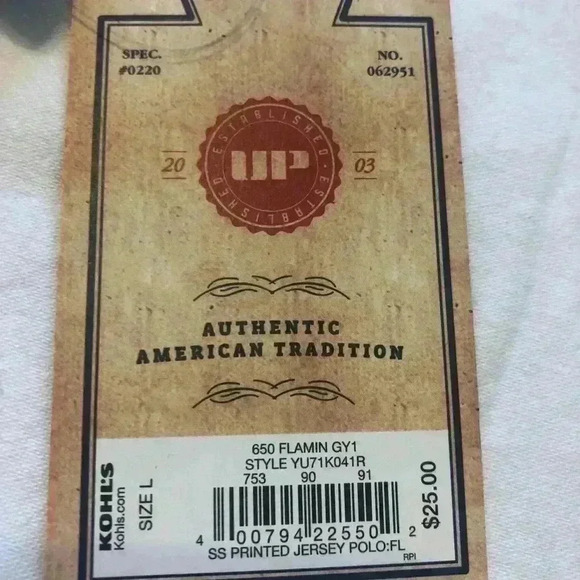 SPEC.
#0220
NO.
062951
ESTABLISHED • ESTABLISHED •
20 UP 03
AUTHENTIC
AMERICAN TRADITION
650 FLAMIN GY1
STYLE YU71K041R
753 90 91
KOHL'S
Kohls.com
SIZE L
$25.00
4 00794 22550 2
SS PRINTED JERSEY POLO:FL
RPI